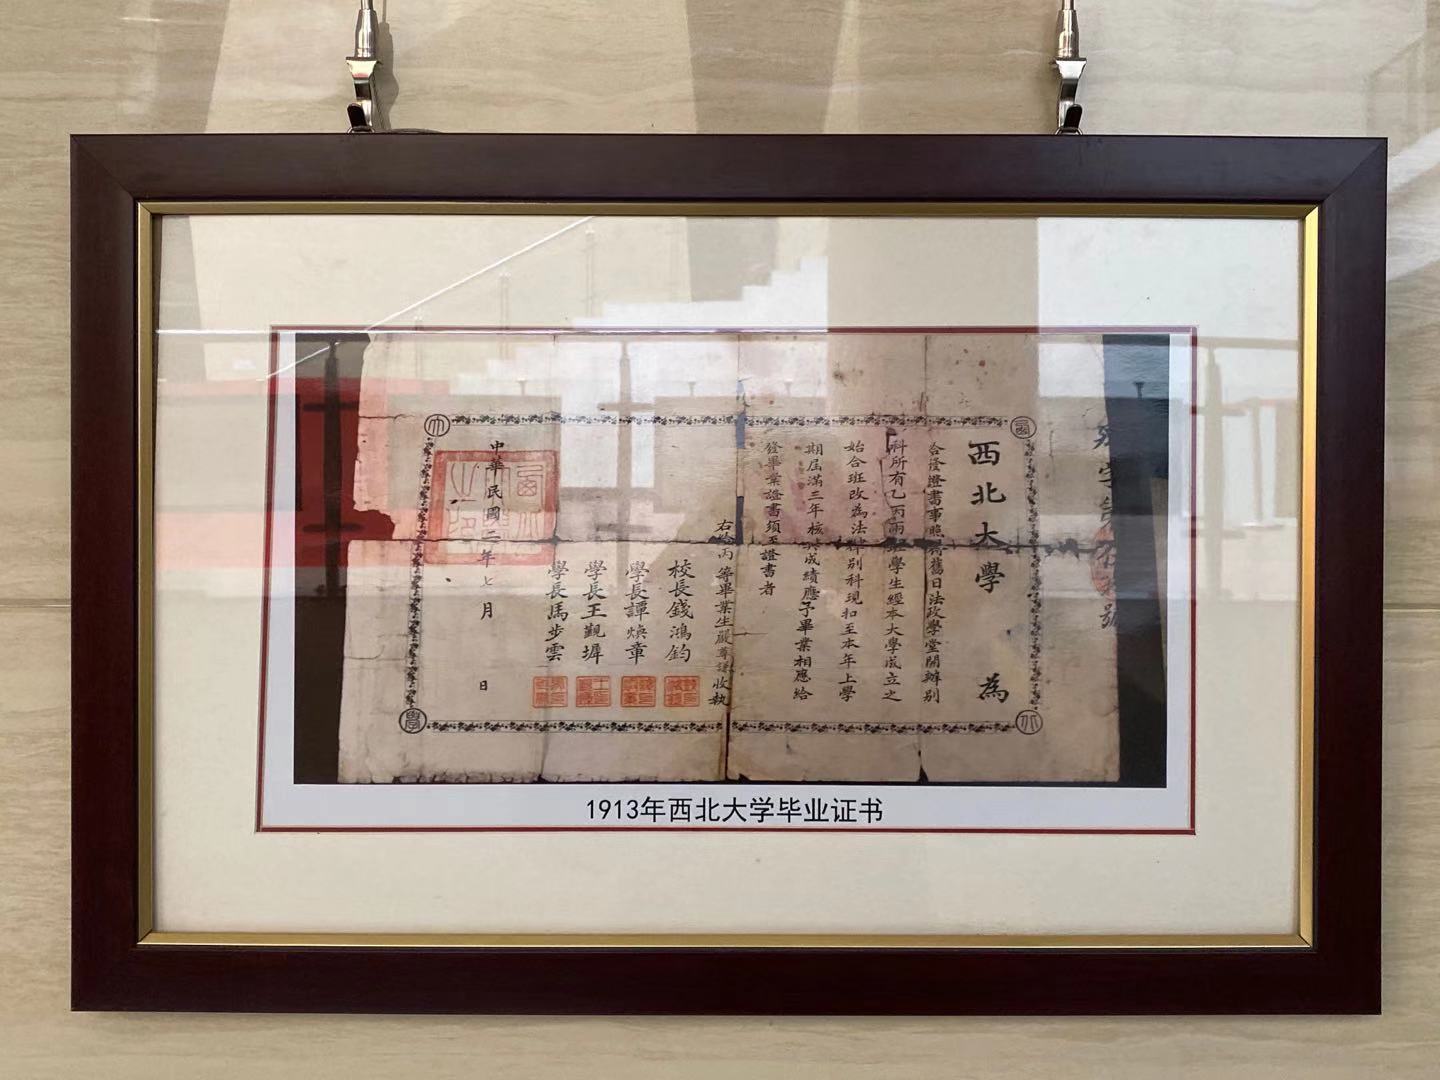 西北大學 為
合發證書事照得舊日法政學堂開辦別
科所有乙丙兩班學生經本大學成立之
始合班改為法律別科現扣至本年上學
期屆滿三年核其成績應予畢業相應給
發畢業證書須至證書者
右給丙等畢業生嚴尊謙收執
校長錢鴻鈞
學長譚煥章
學長王觀墀
學長馬步雲
中華民國二年七月 日
1913年西北大学毕业证书